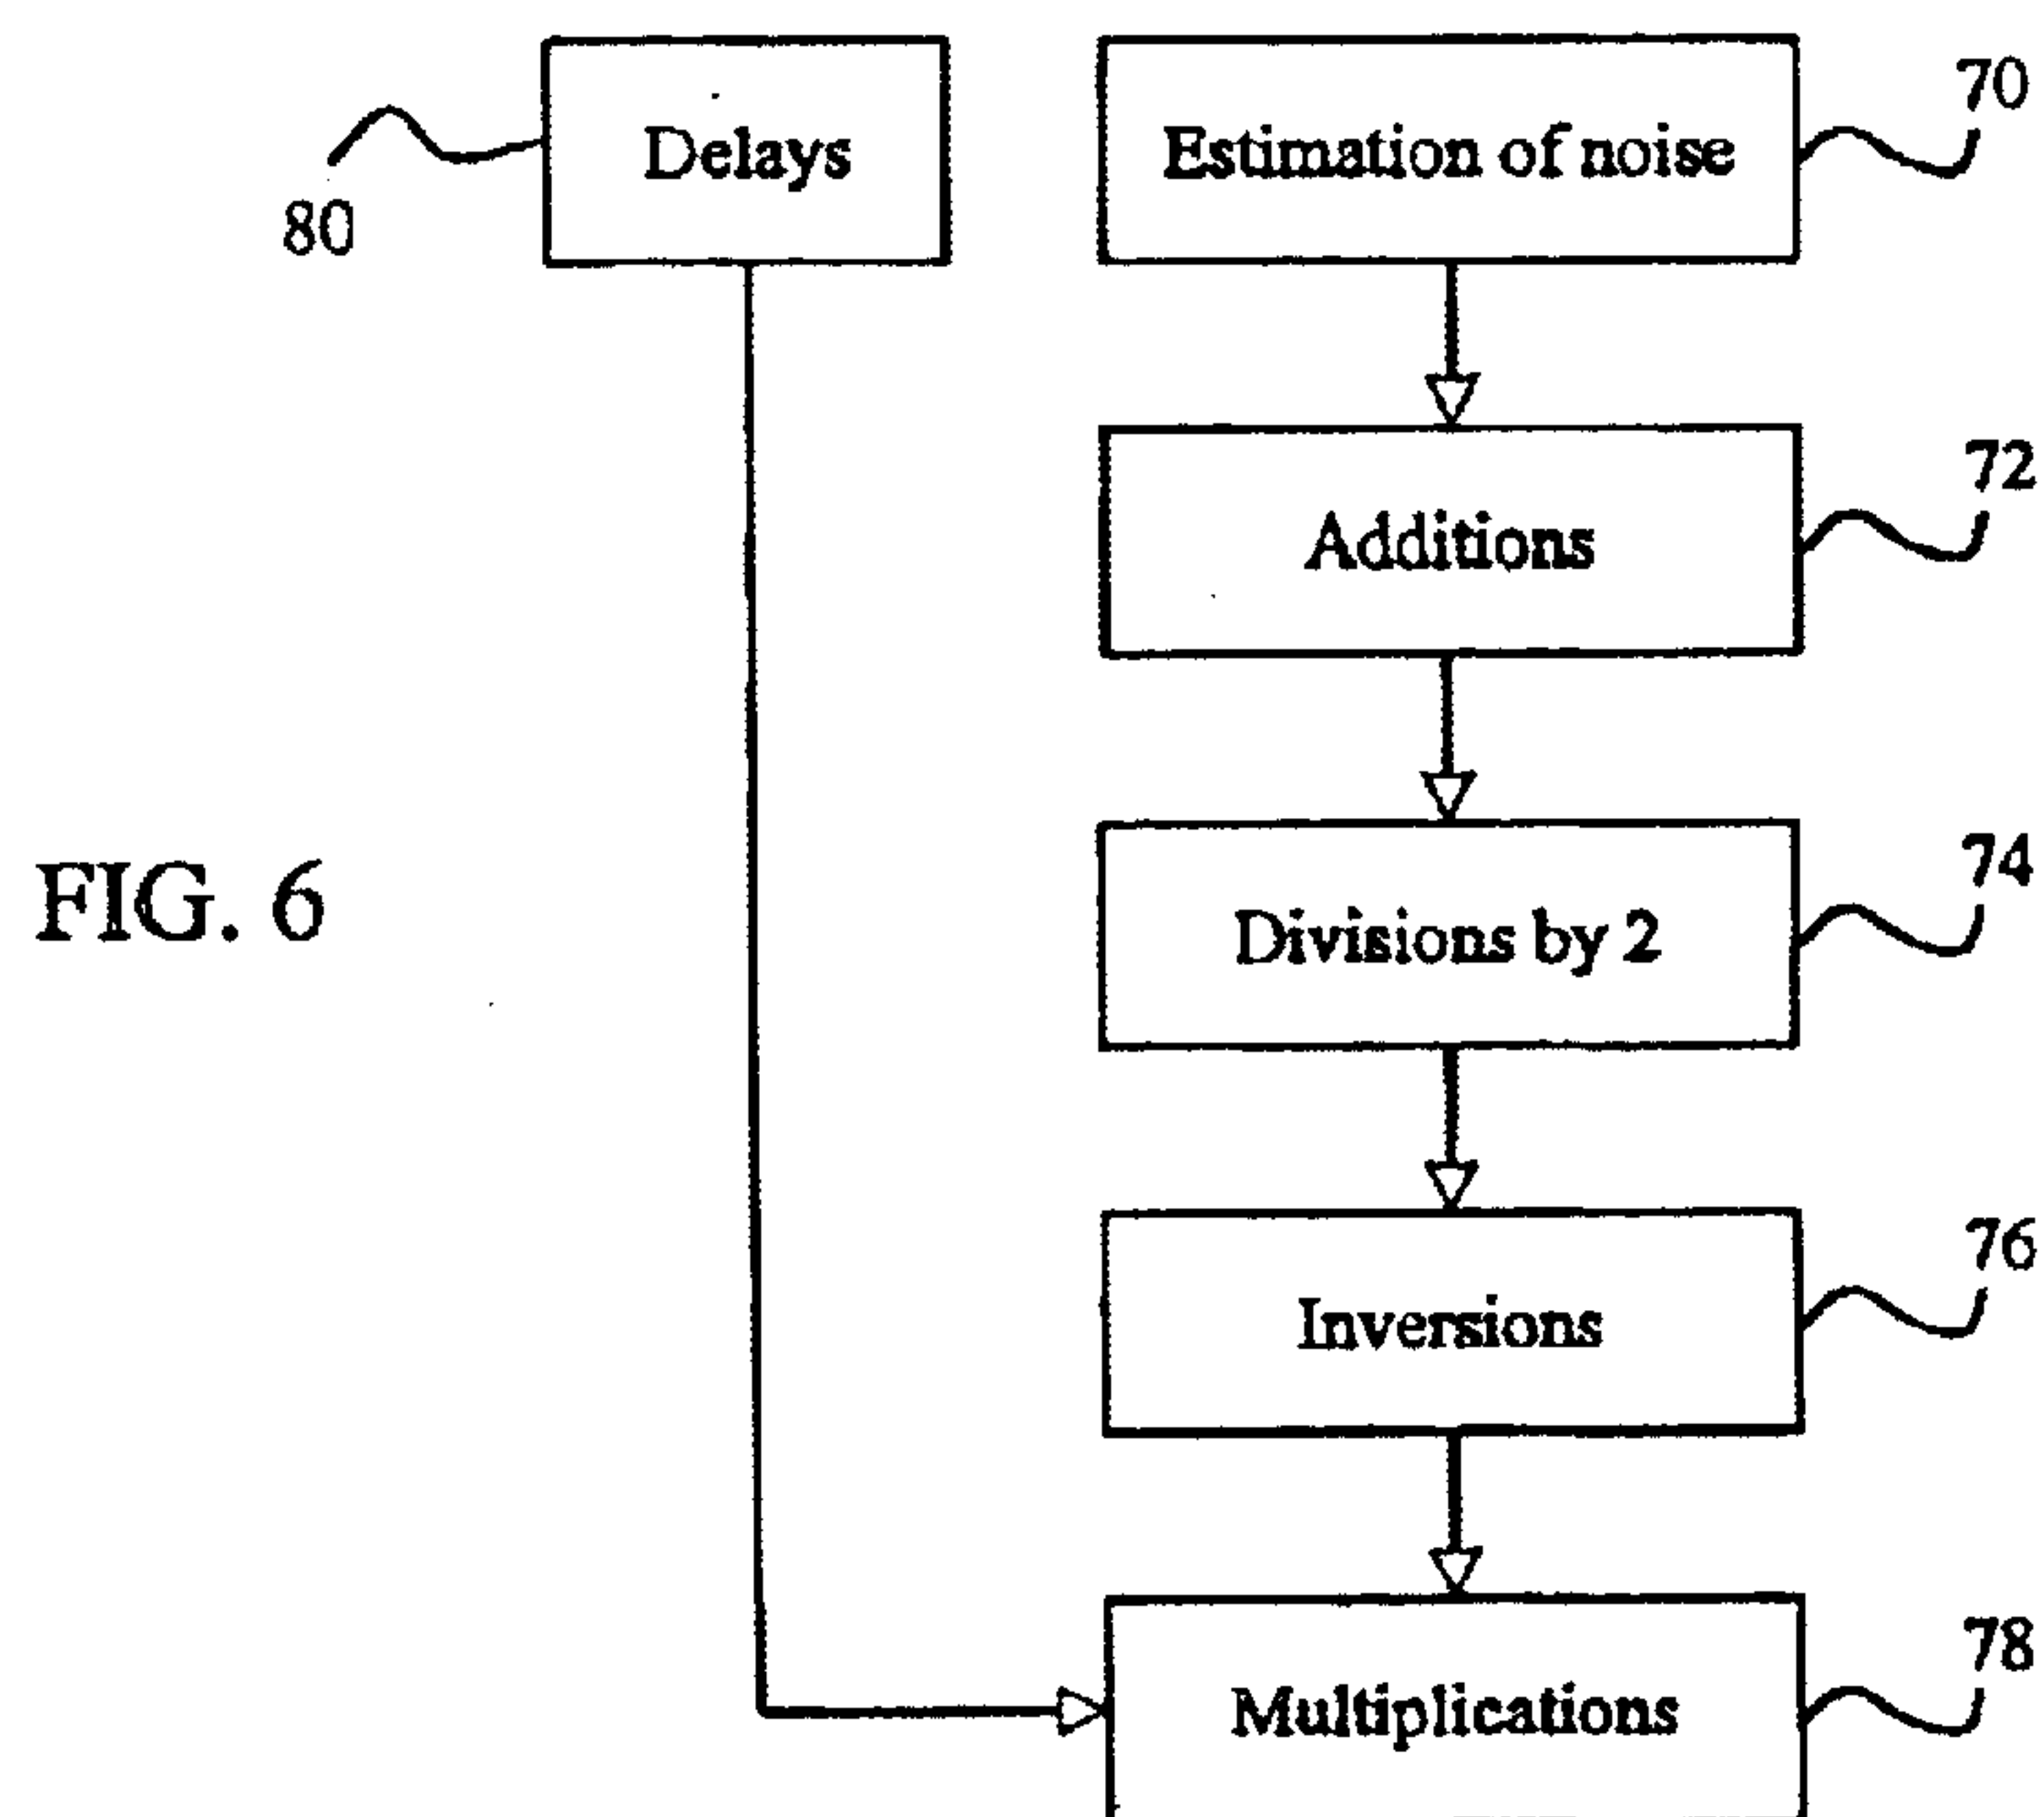 Delays
80
Estimation of noise
70
Additions
72
FIG. 6
Divisions by 2
74
Inversions
76
Multiplications
78